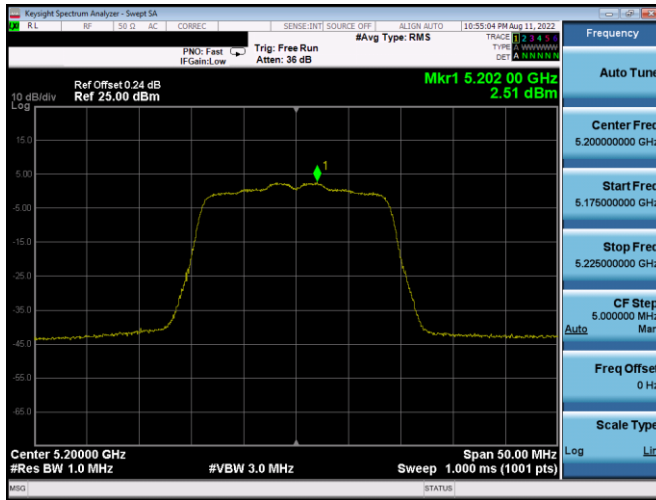 Keysight Spectrum Analyzer - Swept SA
RL RF 50 Ω AC CORREC SENSE:INT SOURCE OFF ALIGN AUTO 10:55:04 PM Aug 11, 2022
#Avg Type: RMS TRACE 1 2 3 4 5 6
PNO: Fast Trig: Free Run TYPE A WWWWW
IFGain:Low Atten: 36 dB DET A N N N N N
Mkr1 5.202 00 GHz
Ref Offset 0.24 dB
10 dB/div Ref 25.00 dBm 2.51 dBm
Log
15.0
1
5.00
-5.00
-15.0
-25.0
-35.0
-45.0
-55.0
-65.0
Center 5.20000 GHz Span 50.00 MHz
#Res BW 1.0 MHz #VBW 3.0 MHz Sweep 1.000 ms (1001 pts)
MSG STATUS
Frequency
Auto Tune
Center Freq
5.200000000 GHz
Start Freq
5.175000000 GHz
Stop Freq
5.225000000 GHz
CF Step
5.000000 MHz
Auto Man
Freq Offset
0 Hz
Scale Type
Log Lin